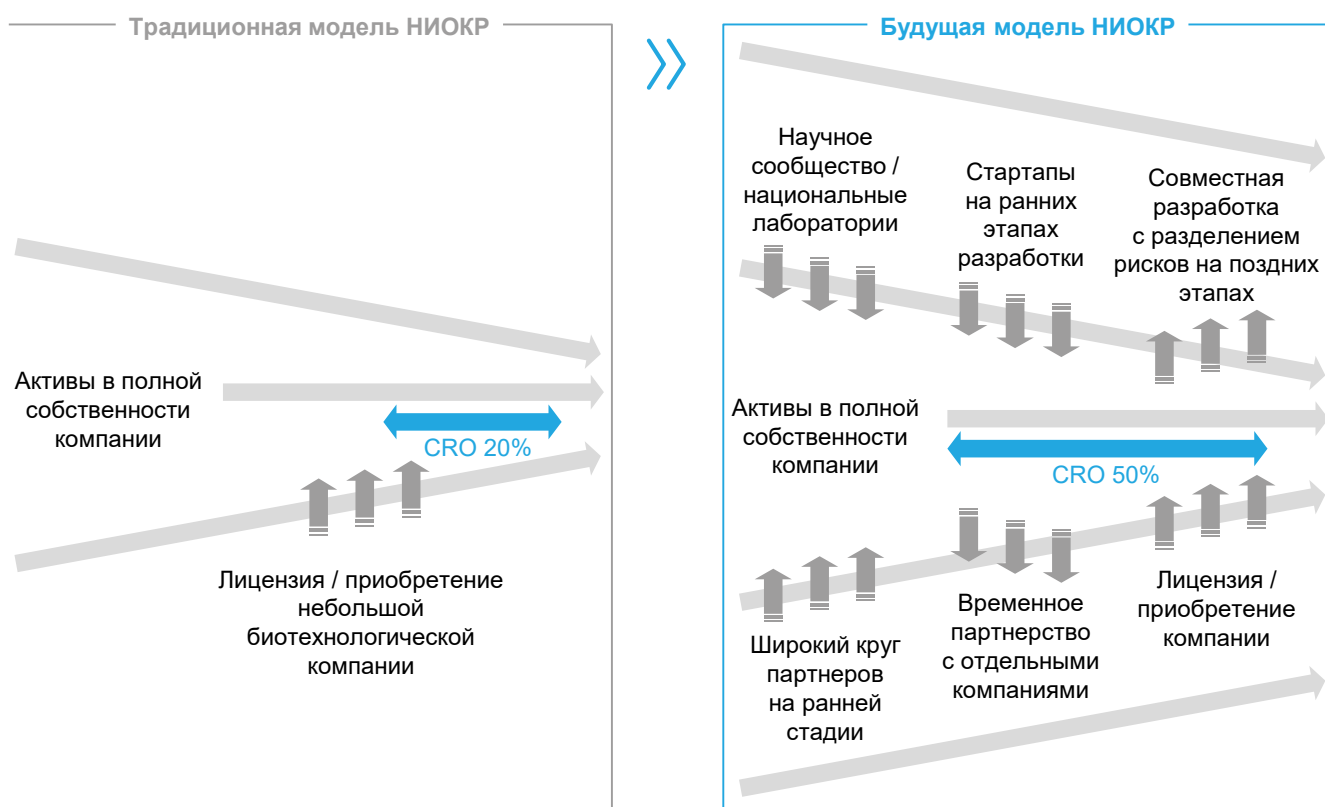 Традиционная модель НИОКР
Активы в полной
собственности
компании
CRO 20%
Лицензия / приобретение
небольшой
биотехнологической
компании
Будущая модель НИОКР
Научное
сообщество /
национальные
лаборатории
Стартапы
на ранних
этапах
разработки
Совместная
разработка
с разделением
рисков на поздних
этапах
Активы в полной
собственности
компании
CRO 50%
Широкий круг
партнеров
на ранней
стадии
Временное
партнерство
с отдельными
компаниями
Лицензия /
приобретение
компании